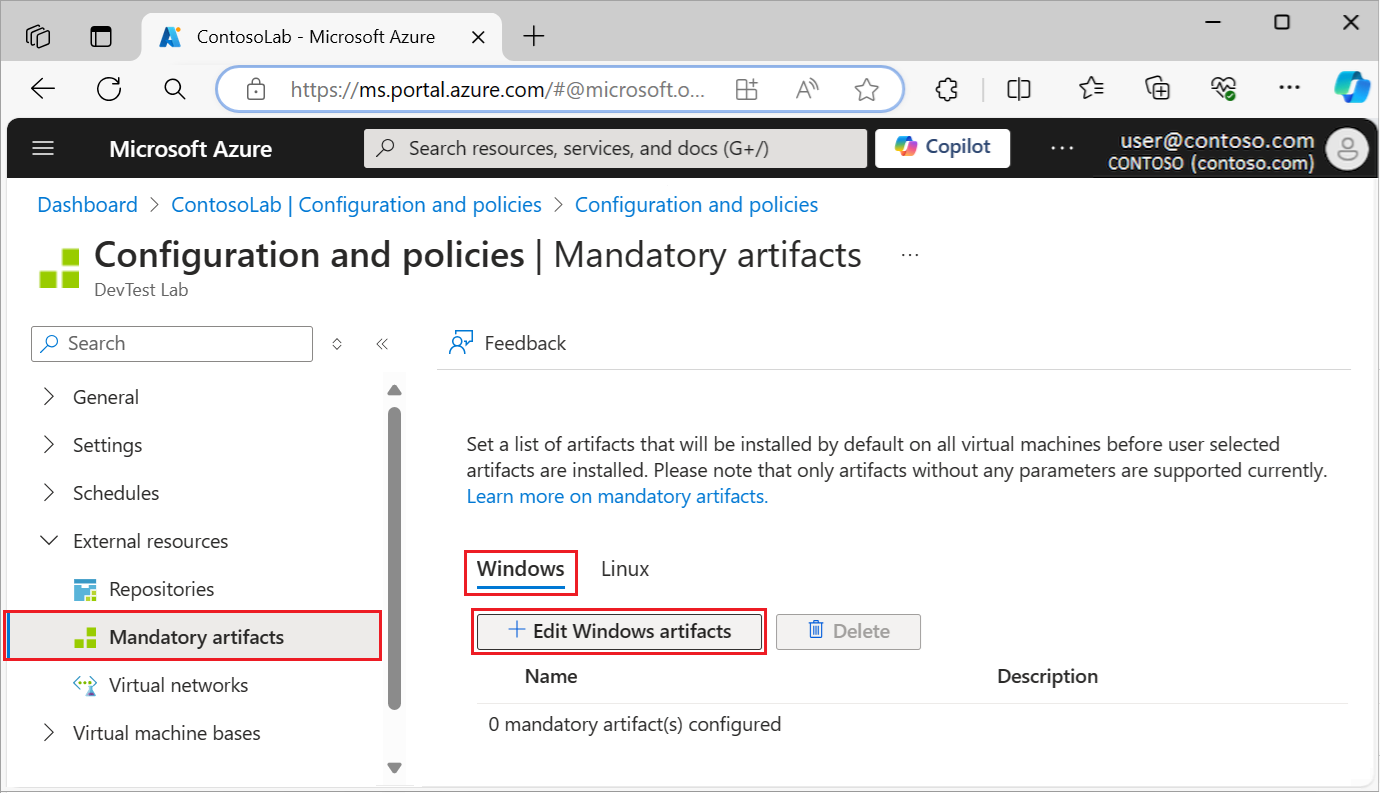 ContosoLab - Microsoft Azure
https://ms.portal.azure.com/#@microsoft.o...
Microsoft Azure
Search resources, services, and docs (G+/)
Copilot
user@contoso.com
CONTOSO (contoso.com)
Dashboard > ContosoLab | Configuration and policies > Configuration and policies
Configuration and policies | Mandatory artifacts ...
DevTest Lab
Search
Feedback
General
Settings
Schedules
External resources
Repositories
Mandatory artifacts
Virtual networks
Virtual machine bases
Set a list of artifacts that will be installed by default on all virtual machines before user selected
artifacts are installed. Please note that only artifacts without any parameters are supported currently.
Learn more on mandatory artifacts.
Windows Linux
+ Edit Windows artifacts Delete
Name Description
0 mandatory artifact(s) configured